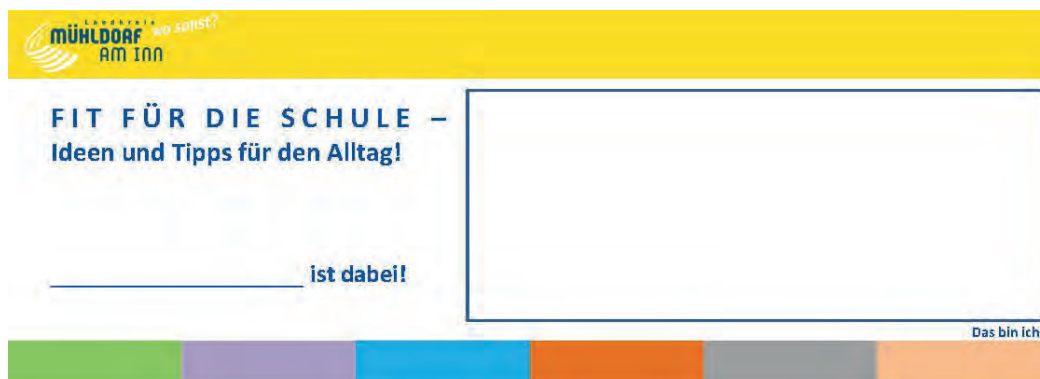 Landkreis
MÜHLDORF wo sonst?
AM INN
FIT FÜR DIE SCHULE –
Ideen und Tipps für den Alltag!
____________________ ist dabei!
Das bin ich